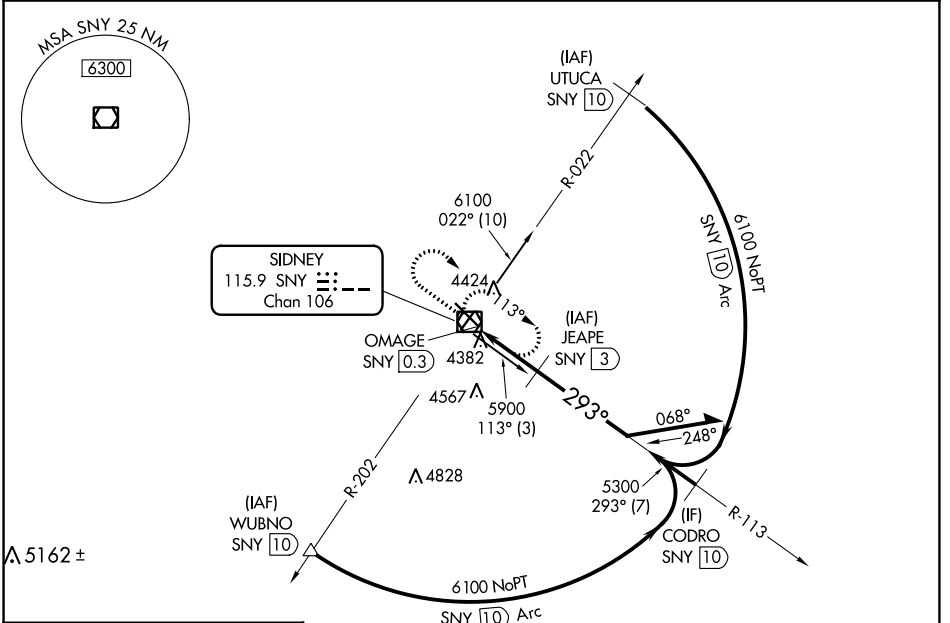 MSA SNY 25 NM
6300
(IAF)
UTUCA
SNY 10
R-022
6100
022° (10)
6100 NoPT
SNY 10 Arc
SIDNEY
115.9 SNY
Chan 106
4424
113°
(IAF)
JEAPE
SNY 3
OMAGE
SNY 0.3
4382
4567
5900
113° (3)
293°
068°
248°
4828
R-202
5300
293° (7)
(IF)
CODRO
SNY 10
R-113
(IAF)
WUBNO
SNY 10
5162 ±
6100 NoPT
SNY 10 Arc